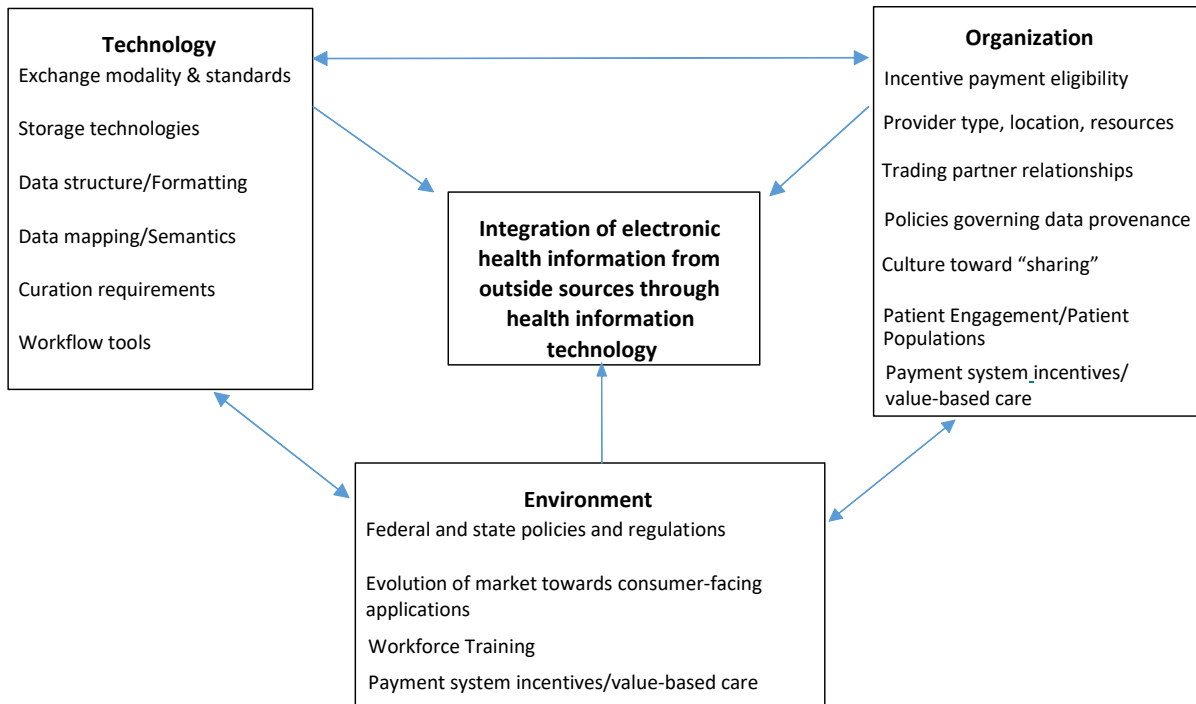 Technology
Exchange modality & standards
Storage technologies
Data structure/Formatting
Data mapping/Semantics
Curation requirements
Workflow tools
Organization
Incentive payment eligibility
Provider type, location, resources
Trading partner relationships
Policies governing data provenance
Culture toward “sharing”
Patient Engagement/Patient
Populations
Payment system incentives/
value-based care
Integration of electronic
health information from
outside sources through
health information
technology
Environment
Federal and state policies and regulations
Evolution of market towards consumer-facing
applications
Workforce Training
Payment system incentives/value-based care